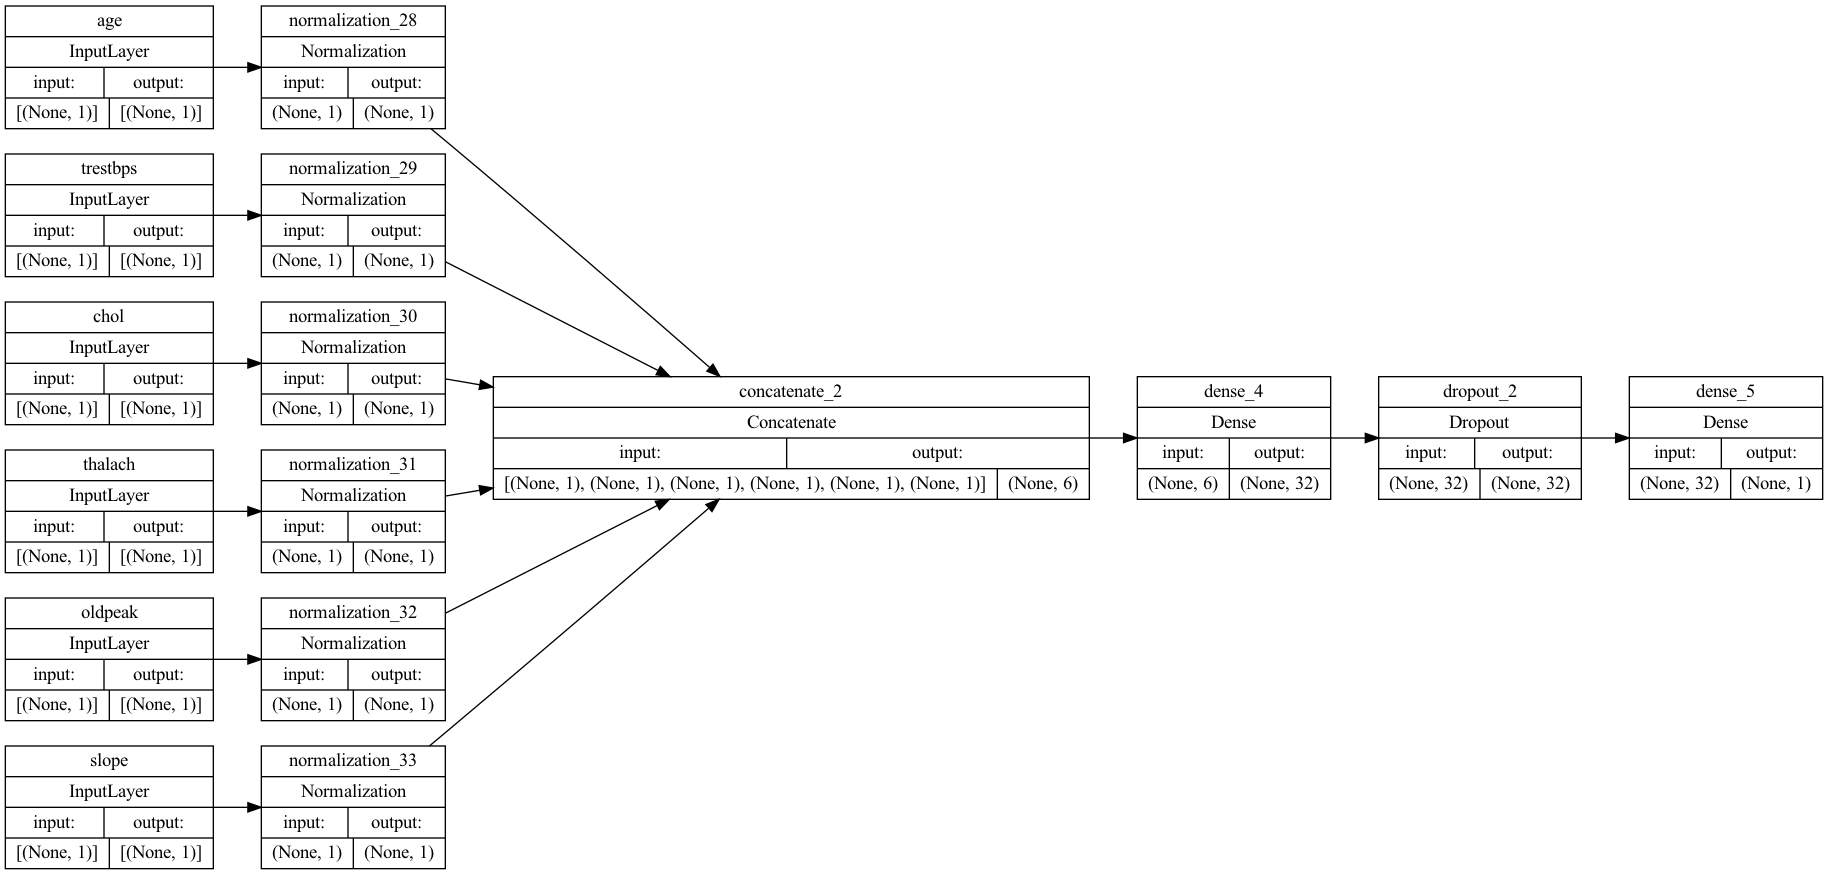 age
InputLayer
input: output:
[(None, 1)] [(None, 1)]
normalization_28
Normalization
input: output:
(None, 1) (None, 1)
trestbps
InputLayer
input: output:
[(None, 1)] [(None, 1)]
normalization_29
Normalization
input: output:
(None, 1) (None, 1)
chol
InputLayer
input: output:
[(None, 1)] [(None, 1)]
normalization_30
Normalization
input: output:
(None, 1) (None, 1)
thalach
InputLayer
input: output:
[(None, 1)] [(None, 1)]
normalization_31
Normalization
input: output:
(None, 1) (None, 1)
oldpeak
InputLayer
input: output:
[(None, 1)] [(None, 1)]
normalization_32
Normalization
input: output:
(None, 1) (None, 1)
slope
InputLayer
input: output:
[(None, 1)] [(None, 1)]
normalization_33
Normalization
input: output:
(None, 1) (None, 1)
concatenate_2
Concatenate
input: output:
[(None, 1), (None, 1), (None, 1), (None, 1), (None, 1), (None, 1)] (None, 6)
dense_4
Dense
input: output:
(None, 6) (None, 32)
dropout_2
Dropout
input: output:
(None, 32) (None, 32)
dense_5
Dense
input: output:
(None, 32) (None, 1)